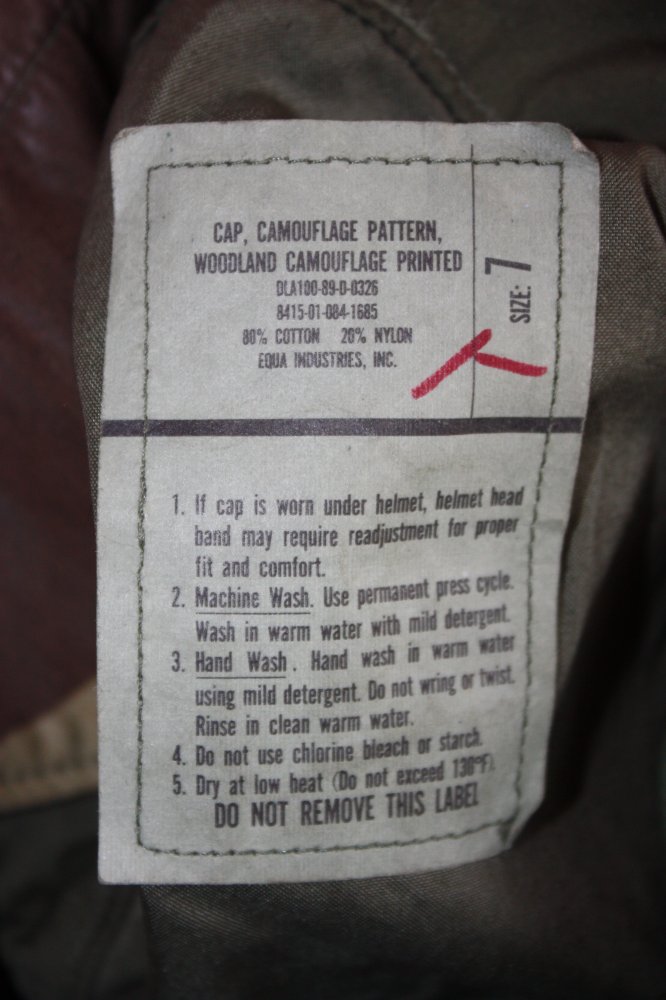 CAP, CAMOUFLAGE PATTERN,
WOODLAND CAMOUFLAGE PRINTED
DLA100-89-D-0326
8415-01-084-1685
80% COTTON 20% NYLON
EQUA INDUSTRIES, INC.
SIZE: 7
1. If cap is worn under helmet, helmet head
band may require readjustment for proper
fit and comfort.
2. Machine Wash. Use permanent press cycle.
Wash in warm water with mild detergent.
3. Hand Wash. Hand wash in warm water
using mild detergent. Do not wring or twist.
Rinse in clean warm water.
4. Do not use chlorine bleach or starch.
5. Dry at low heat (Do not exceed 130°F).
DO NOT REMOVE THIS LABEL